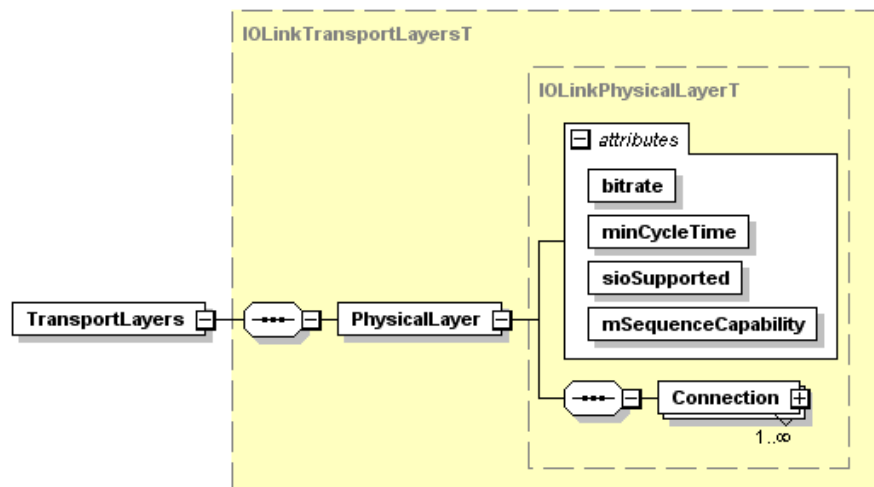 IOLinkTransportLayersT
IOLinkPhysicalLayerT
attributes
bitrate
minCycleTime
sioSupported
mSequenceCapability
TransportLayers
PhysicalLayer
Connection
1..∞